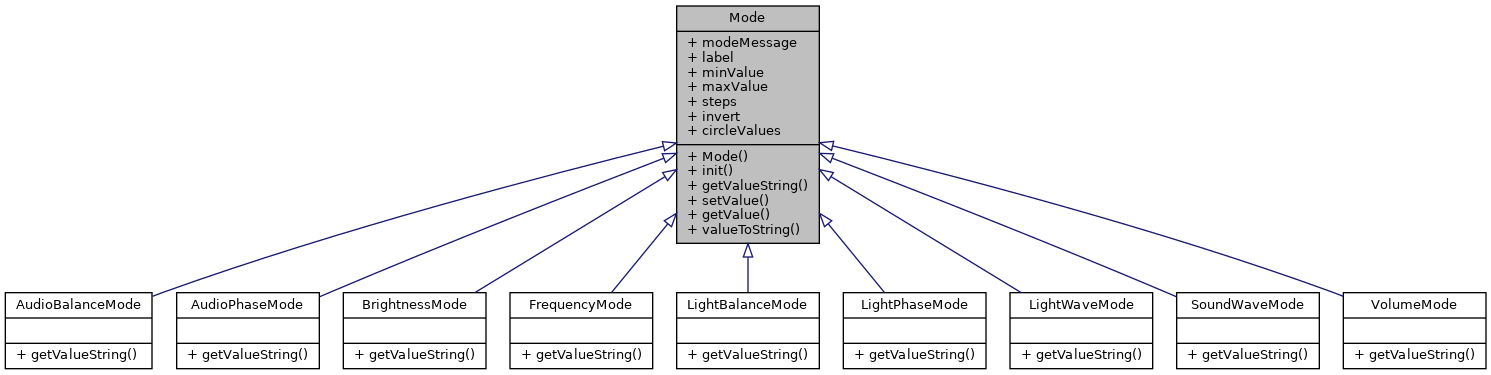 Mode
+ modeMessage
+ label
+ minValue
+ maxValue
+ steps
+ invert
+ circleValues
+ Mode()
+ init()
+ getValueString()
+ setValue()
+ getValue()
+ valueToString()
AudioBalanceMode
+ getValueString()
AudioPhaseMode
+ getValueString()
BrightnessMode
+ getValueString()
FrequencyMode
+ getValueString()
LightBalanceMode
+ getValueString()
LightPhaseMode
+ getValueString()
LightWaveMode
+ getValueString()
SoundWaveMode
+ getValueString()
VolumeMode
+ getValueString()